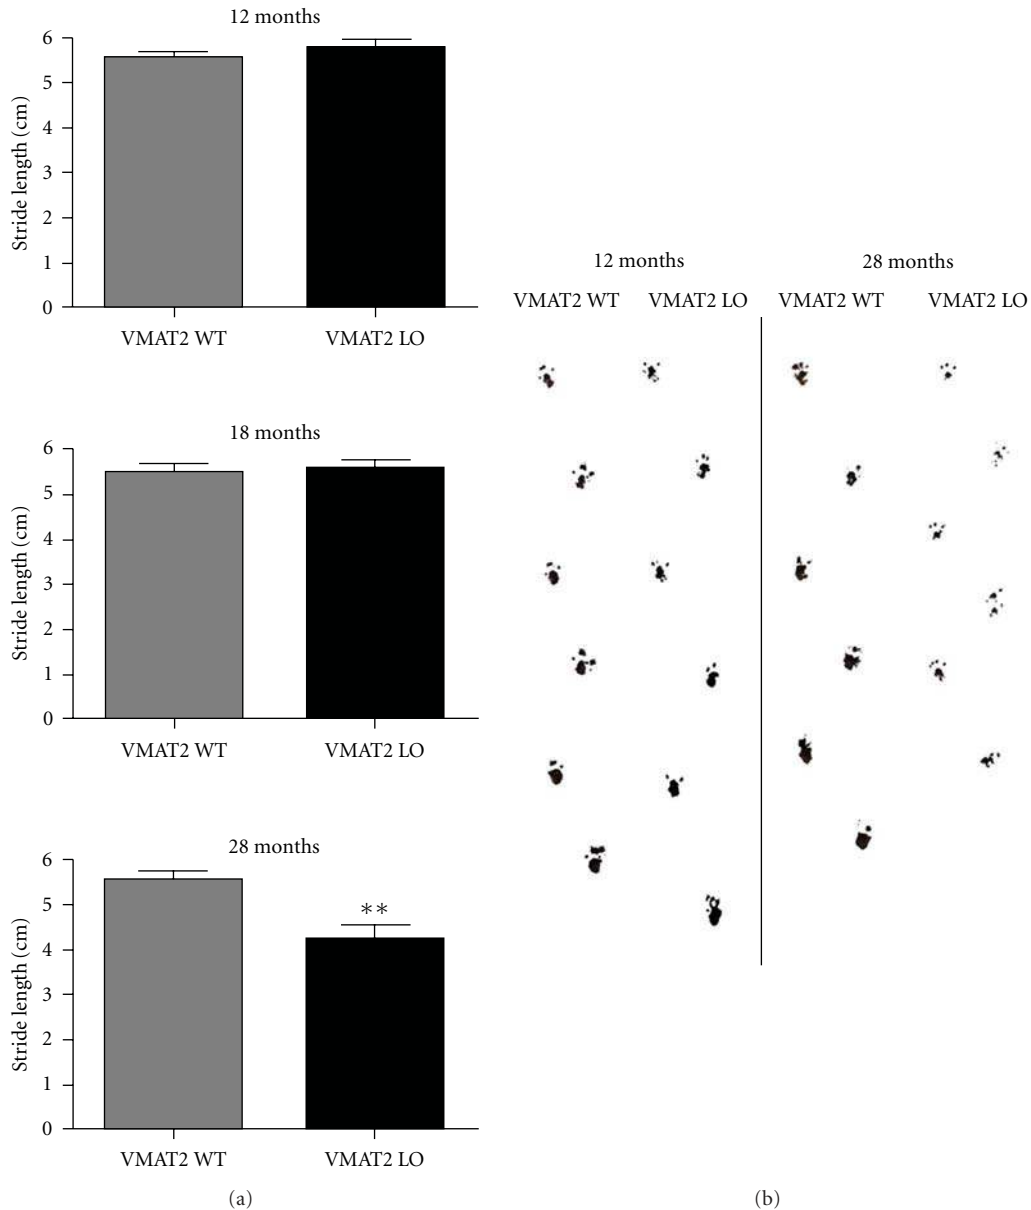 12 months
6
5
4
3
2
1
0
Stride length (cm)
VMAT2 WT VMAT2 LO
18 months
6
5
4
3
2
1
0
Stride length (cm)
VMAT2 WT VMAT2 LO
28 months
6
5
4
3
2
1
0
Stride length (cm)
**
VMAT2 WT VMAT2 LO
(a)
12 months 28 months
VMAT2 WT VMAT2 LO VMAT2 WT VMAT2 LO
(b)